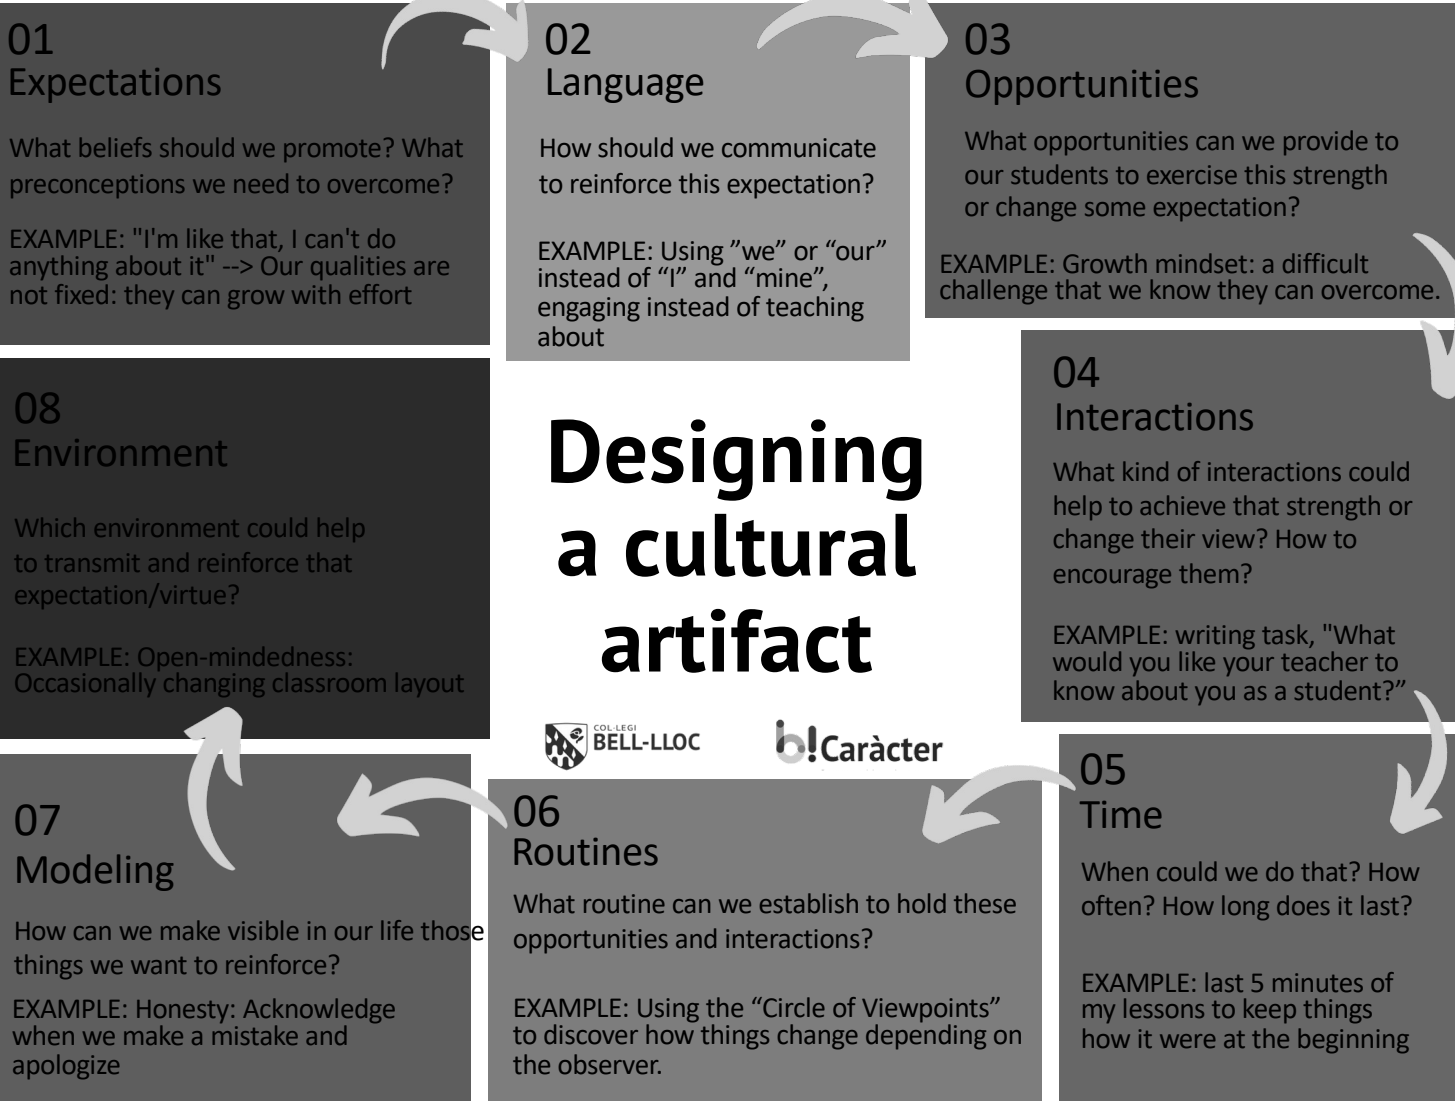 01
Expectations
What beliefs should we promote? What
preconceptions we need to overcome?
EXAMPLE: "I'm like that, I can't do
anything about it" --> Our qualities are
not fixed: they can grow with effort
02
Language
How should we communicate
to reinforce this expectation?
EXAMPLE: Using ”we” or “our”
instead of “I” and “mine”,
engaging instead of teaching
about
03
Opportunities
What opportunities can we provide to
our students to exercise this strength
or change some expectation?
EXAMPLE: Growth mindset: a difficult
challenge that we know they can overcome.
04
Interactions
What kind of interactions could
help to achieve that strength or
change their view? How to
encourage them?
EXAMPLE: writing task, "What
would you like your teacher to
know about you as a student?”
05
Time
When could we do that? How
often? How long does it last?
EXAMPLE: last 5 minutes of
my lessons to keep things
how it were at the beginning
06
Routines
What routine can we establish to hold these
opportunities and interactions?
EXAMPLE: Using the “Circle of Viewpoints”
to discover how things change depending on
the observer.
07
Modeling
How can we make visible in our life those
things we want to reinforce?
EXAMPLE: Honesty: Acknowledge
when we make a mistake and
apologize
08
Environment
Which environment could help
to transmit and reinforce that
expectation/virtue?
EXAMPLE: Open-mindedness:
Occasionally changing classroom layout
Designing
a cultural
artifact
COL·LEGI
BELL-LLOC
b!Caràcter